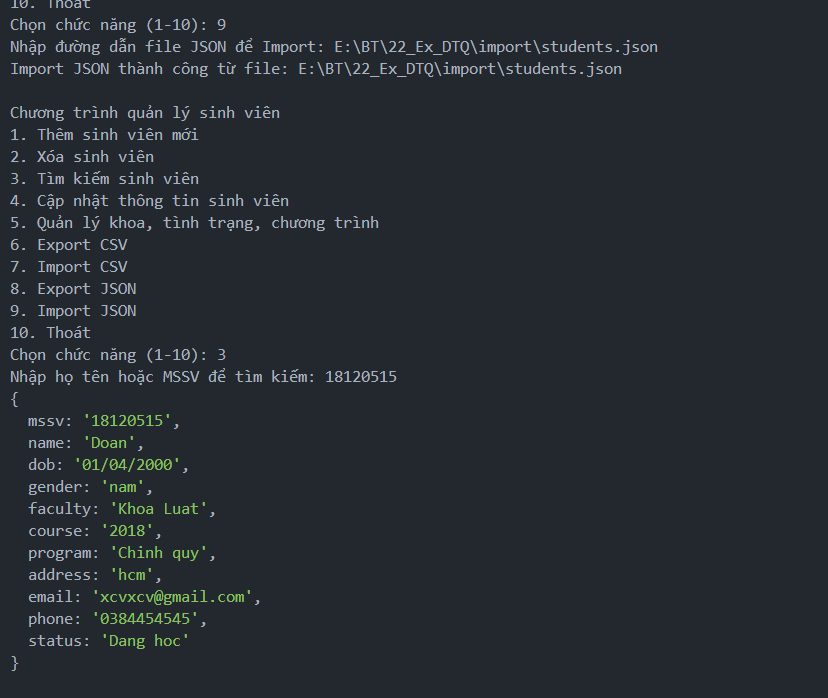 10. Thoát
Chọn chức năng (1-10): 9
Nhập đường dẫn file JSON để Import: E:\BT\22_Ex_DTQ\import\students.json
Import JSON thành công từ file: E:\BT\22_Ex_DTQ\import\students.json
Chương trình quản lý sinh viên
1. Thêm sinh viên mới
2. Xóa sinh viên
3. Tìm kiếm sinh viên
4. Cập nhật thông tin sinh viên
5. Quản lý khoa, tình trạng, chương trình
6. Export CSV
7. Import CSV
8. Export JSON
9. Import JSON
10. Thoát
Chọn chức năng (1-10): 3
Nhập họ tên hoặc MSSV để tìm kiếm: 18120515
{
  mssv: '18120515',
  name: 'Doan',
  dob: '01/04/2000',
  gender: 'nam',
  faculty: 'Khoa Luat',
  course: '2018',
  program: 'Chinh quy',
  address: 'hcm',
  email: 'xcvxcv@gmail.com',
  phone: '0384454545',
  status: 'Dang hoc'
}